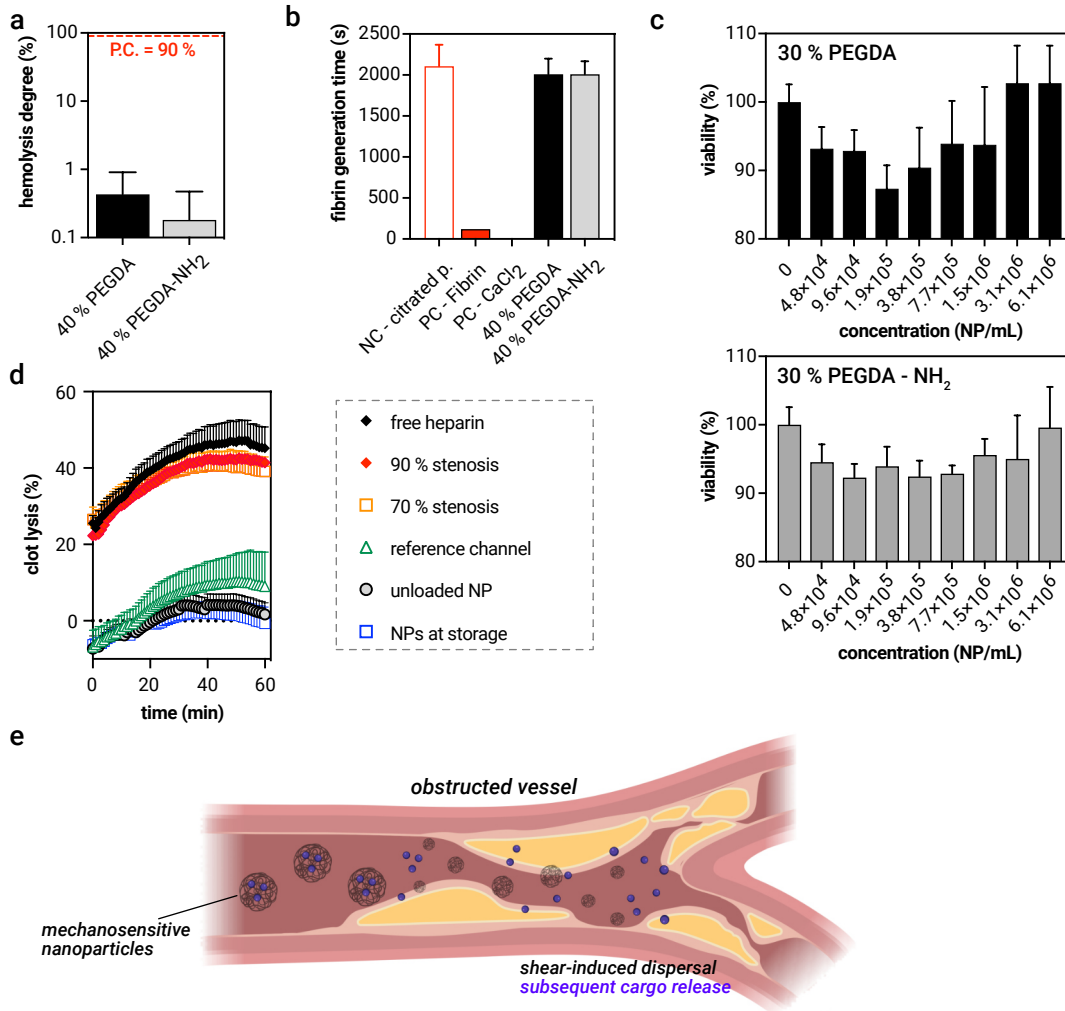 a
hemolysis degree (%)
100
10
1
0.1
P.C. = 90 %
40 % PEGDA
40 % PEGDA-NH₂
b
fibrin generation time (s)
2500
2000
1500
1000
500
0
NC - citrated p.
PC - Fibrin
PC - CaCl₂
40 % PEGDA
40 % PEGDA-NH₂
c
30 % PEGDA
viability (%)
110
100
90
80
0
4.8×10⁴
9.6×10⁴
1.9×10⁵
3.8×10⁵
7.7×10⁵
1.5×10⁶
3.1×10⁶
6.1×10⁶
concentration (NP/mL)
30 % PEGDA - NH₂
viability (%)
110
100
90
80
0
4.8×10⁴
9.6×10⁴
1.9×10⁵
3.8×10⁵
7.7×10⁵
1.5×10⁶
3.1×10⁶
6.1×10⁶
concentration (NP/mL)
d
clot lysis (%)
60
40
20
0
0
20
40
60
time (min)
free heparin
90 % stenosis
70 % stenosis
reference channel
unloaded NP
NPs at storage
e
obstructed vessel
mechanosensitive
nanoparticles
shear-induced dispersal
subsequent cargo release